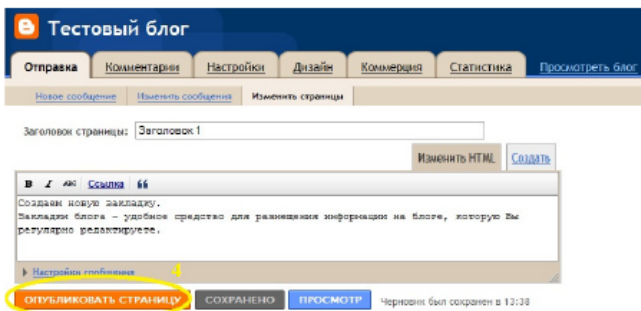 Тестовый блог
Отправка Комментарии Настройки Дизайн Коммерция Статистика Просмотреть блог
Новое сообщение Изменить сообщения Изменить страницы
Заголовок страницы: Заголовок 1
Изменить HTML Создать
B I ABC Ссылка “
Создаем новую закладку.
Закладки блога – удобное средство для размещения информации на блоге, которую Вы
регулярно редактируете.
Настройки сообщения 4
ОПУБЛИКОВАТЬ СТРАНИЦУ СОХРАНЕНО ПРОСМОТР Черновик был сохранен в 13:38